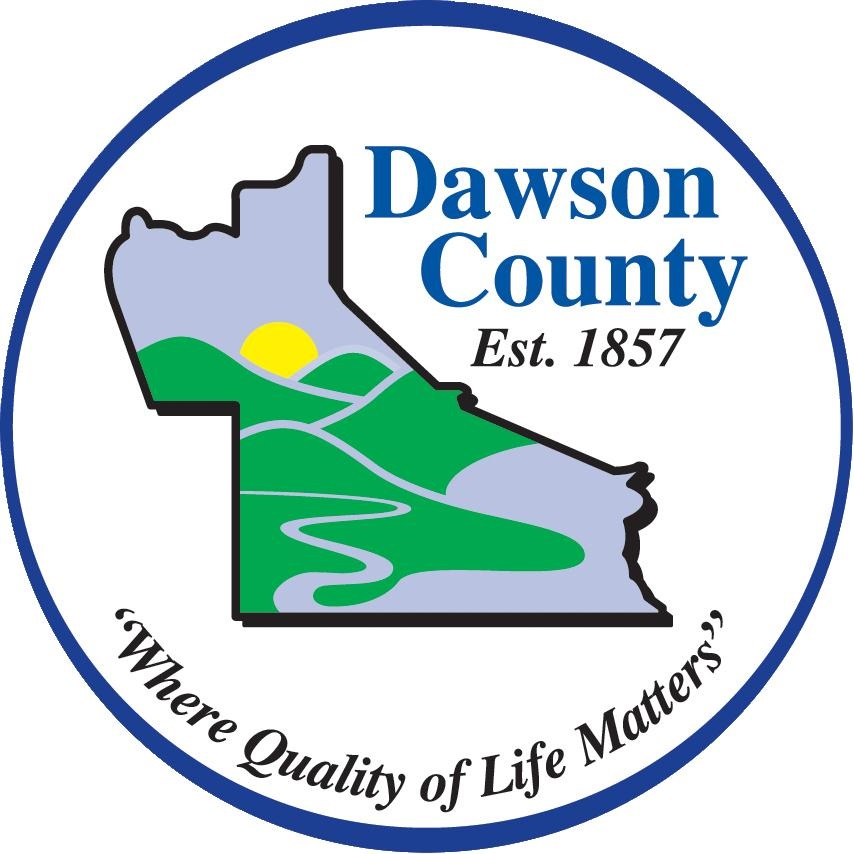 Dawson
County
Est. 1857
“Where Quality of Life Matters”